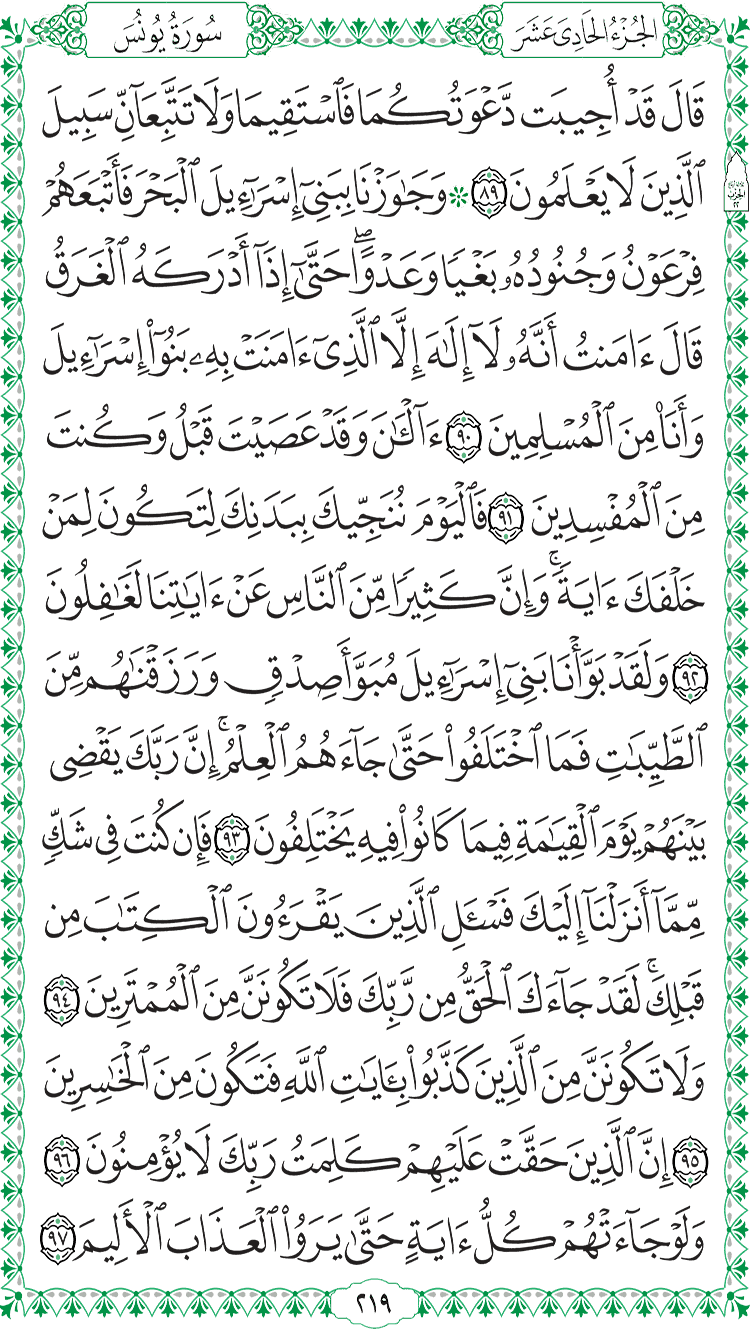 الجُزْءُ الحَادِىَ عَشَرَ
سُورَةُ يُونُسَ
قَالَ قَدْ أُجِيبَت دَّعْوَتُكُمَا فَٱسْتَقِيمَا وَلَا تَتَّبِعَآنِّ سَبِيلَ
ٱلَّذِينَ لَا يَعْلَمُونَ ٨٩ ۞ وَجَٰوَزْنَا بِبَنِىٓ إِسْرَٰٓءِيلَ ٱلْبَحْرَ فَأَتْبَعَهُمْ
فِرْعَوْنُ وَجُنُودُهُۥ بَغْيًا وَعَدْوًا ۖ حَتَّىٰٓ إِذَآ أَدْرَكَهُ ٱلْغَرَقُ
قَالَ ءَامَنتُ أَنَّهُۥ لَآ إِلَٰهَ إِلَّا ٱلَّذِىٓ ءَامَنَتْ بِهِۦ بَنُوٓا۟ إِسْرَٰٓءِيلَ
وَأَنَا۠ مِنَ ٱلْمُسْلِمِينَ ٩٠ ءَآلْـَٰٔنَ وَقَدْ عَصَيْتَ قَبْلُ وَكُنتَ
مِنَ ٱلْمُفْسِدِينَ ٩١ فَٱلْيَوْمَ نُنَجِّيكَ بِبَدَنِكَ لِتَكُونَ لِمَنْ
خَلْفَكَ ءَايَةً ۚ وَإِنَّ كَثِيرًا مِّنَ ٱلنَّاسِ عَنْ ءَايَٰتِنَا لَغَٰفِلُونَ
٩٢ وَلَقَدْ بَوَّأْنَا بَنِىٓ إِسْرَٰٓءِيلَ مُبَوَّأَ صِدْقٍ وَرَزَقْنَٰهُم مِّنَ
ٱلطَّيِّبَٰتِ فَمَا ٱخْتَلَفُوا۟ حَتَّىٰ جَآءَهُمُ ٱلْعِلْمُ ۚ إِنَّ رَبَّكَ يَقْضِى
بَيْنَهُمْ يَوْمَ ٱلْقِيَٰمَةِ فِيمَا كَانُوا۟ فِيهِ يَخْتَلِفُونَ ٩٣ فَإِن كُنتَ فِى شَكٍّ
مِّمَّآ أَنزَلْنَآ إِلَيْكَ فَسْـَٔلِ ٱلَّذِينَ يَقْرَءُونَ ٱلْكِتَٰبَ مِن
قَبْلِكَ ۚ لَقَدْ جَآءَكَ ٱلْحَقُّ مِن رَّبِّكَ فَلَا تَكُونَنَّ مِنَ ٱلْمُمْتَرِينَ ٩٤
وَلَا تَكُونَنَّ مِنَ ٱلَّذِينَ كَذَّبُوا۟ بِـَٔايَٰتِ ٱللَّهِ فَتَكُونَ مِنَ ٱلْخَٰسِرِينَ
٩٥ إِنَّ ٱلَّذِينَ حَقَّتْ عَلَيْهِمْ كَلِمَتُ رَبِّكَ لَا يُؤْمِنُونَ ٩٦
وَلَوْ جَآءَتْهُمْ كُلُّ ءَايَةٍ حَتَّىٰ يَرَوُا۟ ٱلْعَذَابَ ٱلْأَلِيمَ ٩٧
٢١٩